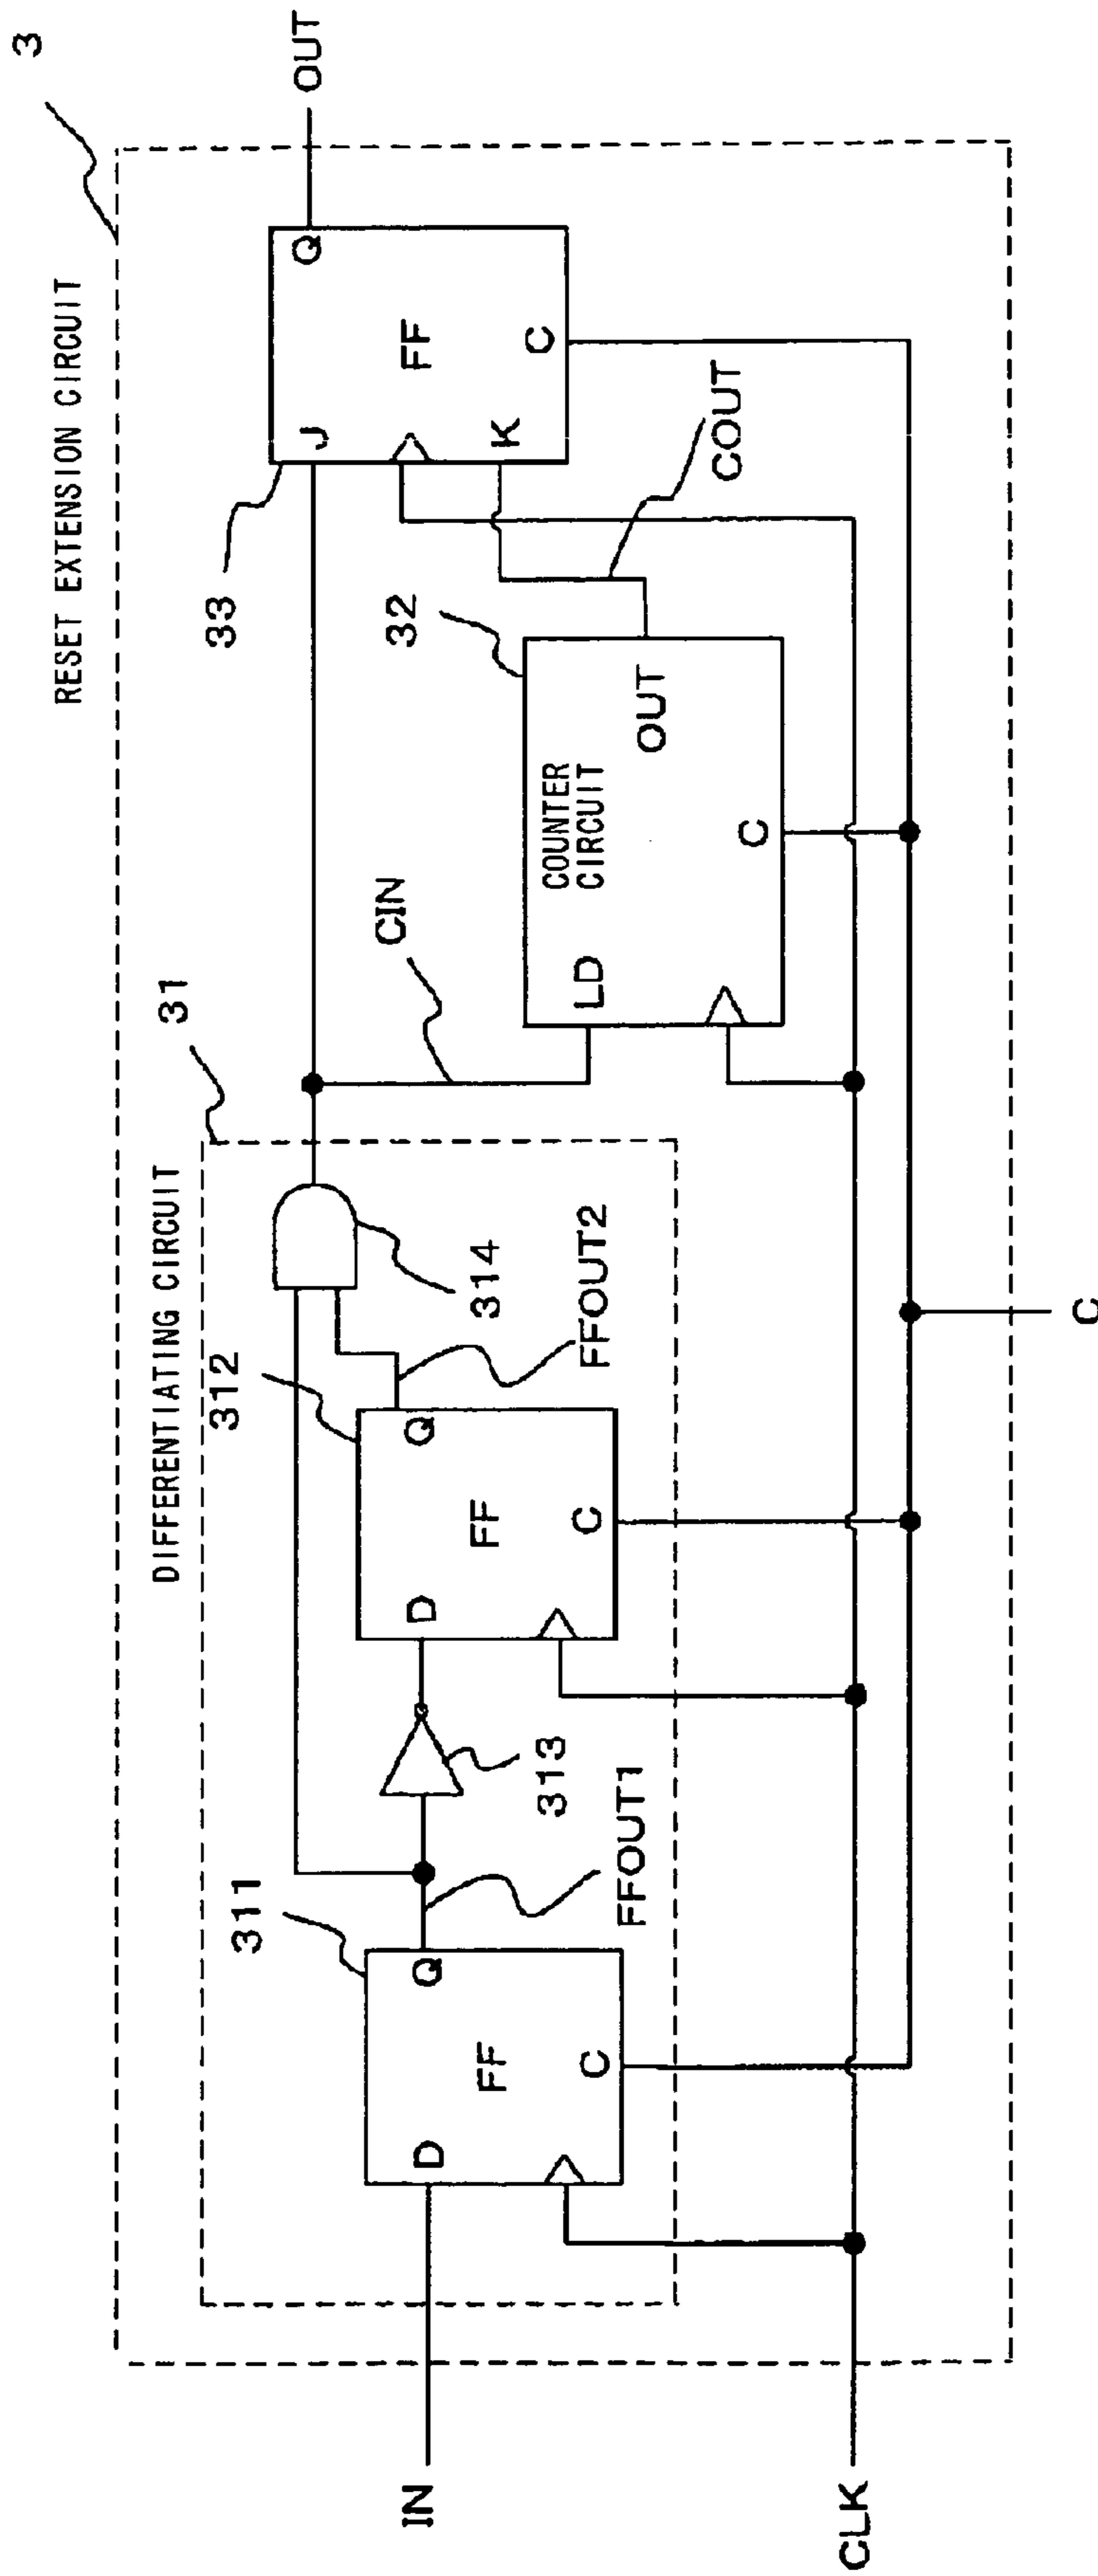 3
RESET EXTENSION CIRCUIT
DIFFERENTIATING CIRCUIT
31
33
J
Q
FF
K
C
OUT
311
D
Q
FF
C
FFOUT1
313
312
D
Q
FF
C
FFOUT2
314
CIN
32
LD
COUNTER
CIRCUIT
OUT
C
COUT
IN
CLK
C